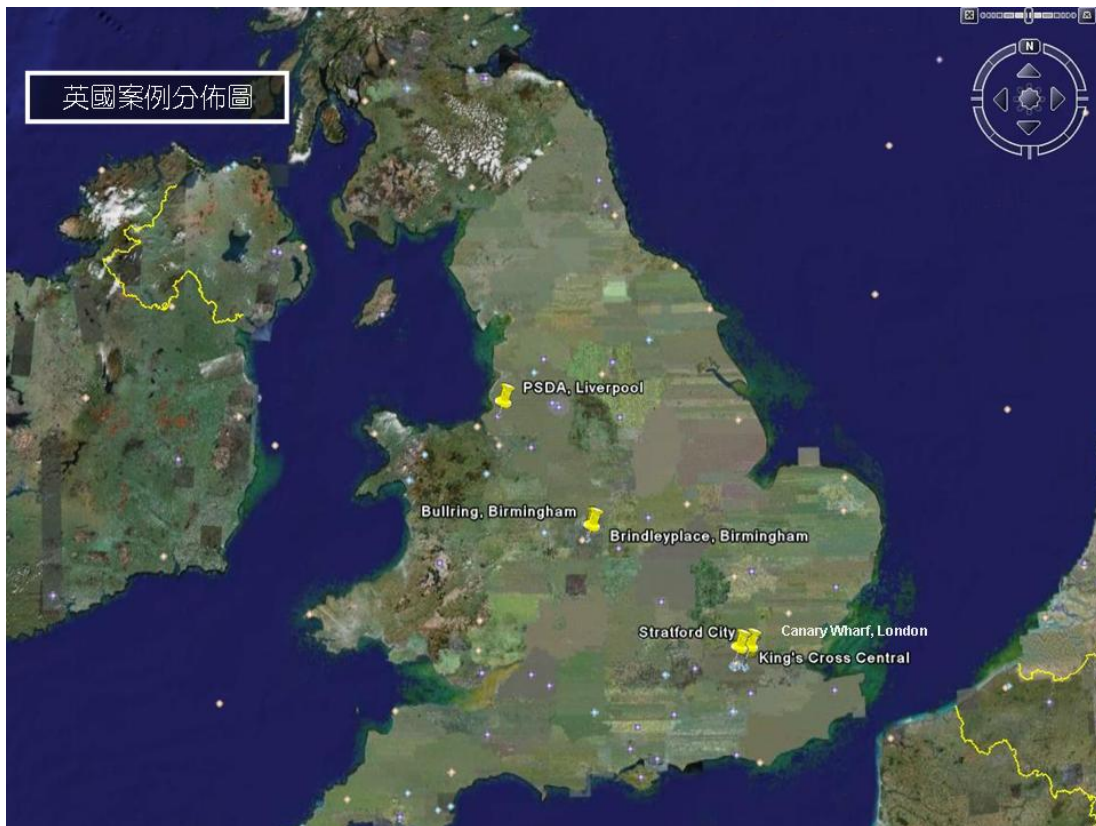 英國案例分佈圖
N
PSDA, Liverpool
Bullring, Birmingham
Brindleyplace, Birmingham
Stratford City
Canary Wharf, London
King's Cross Central